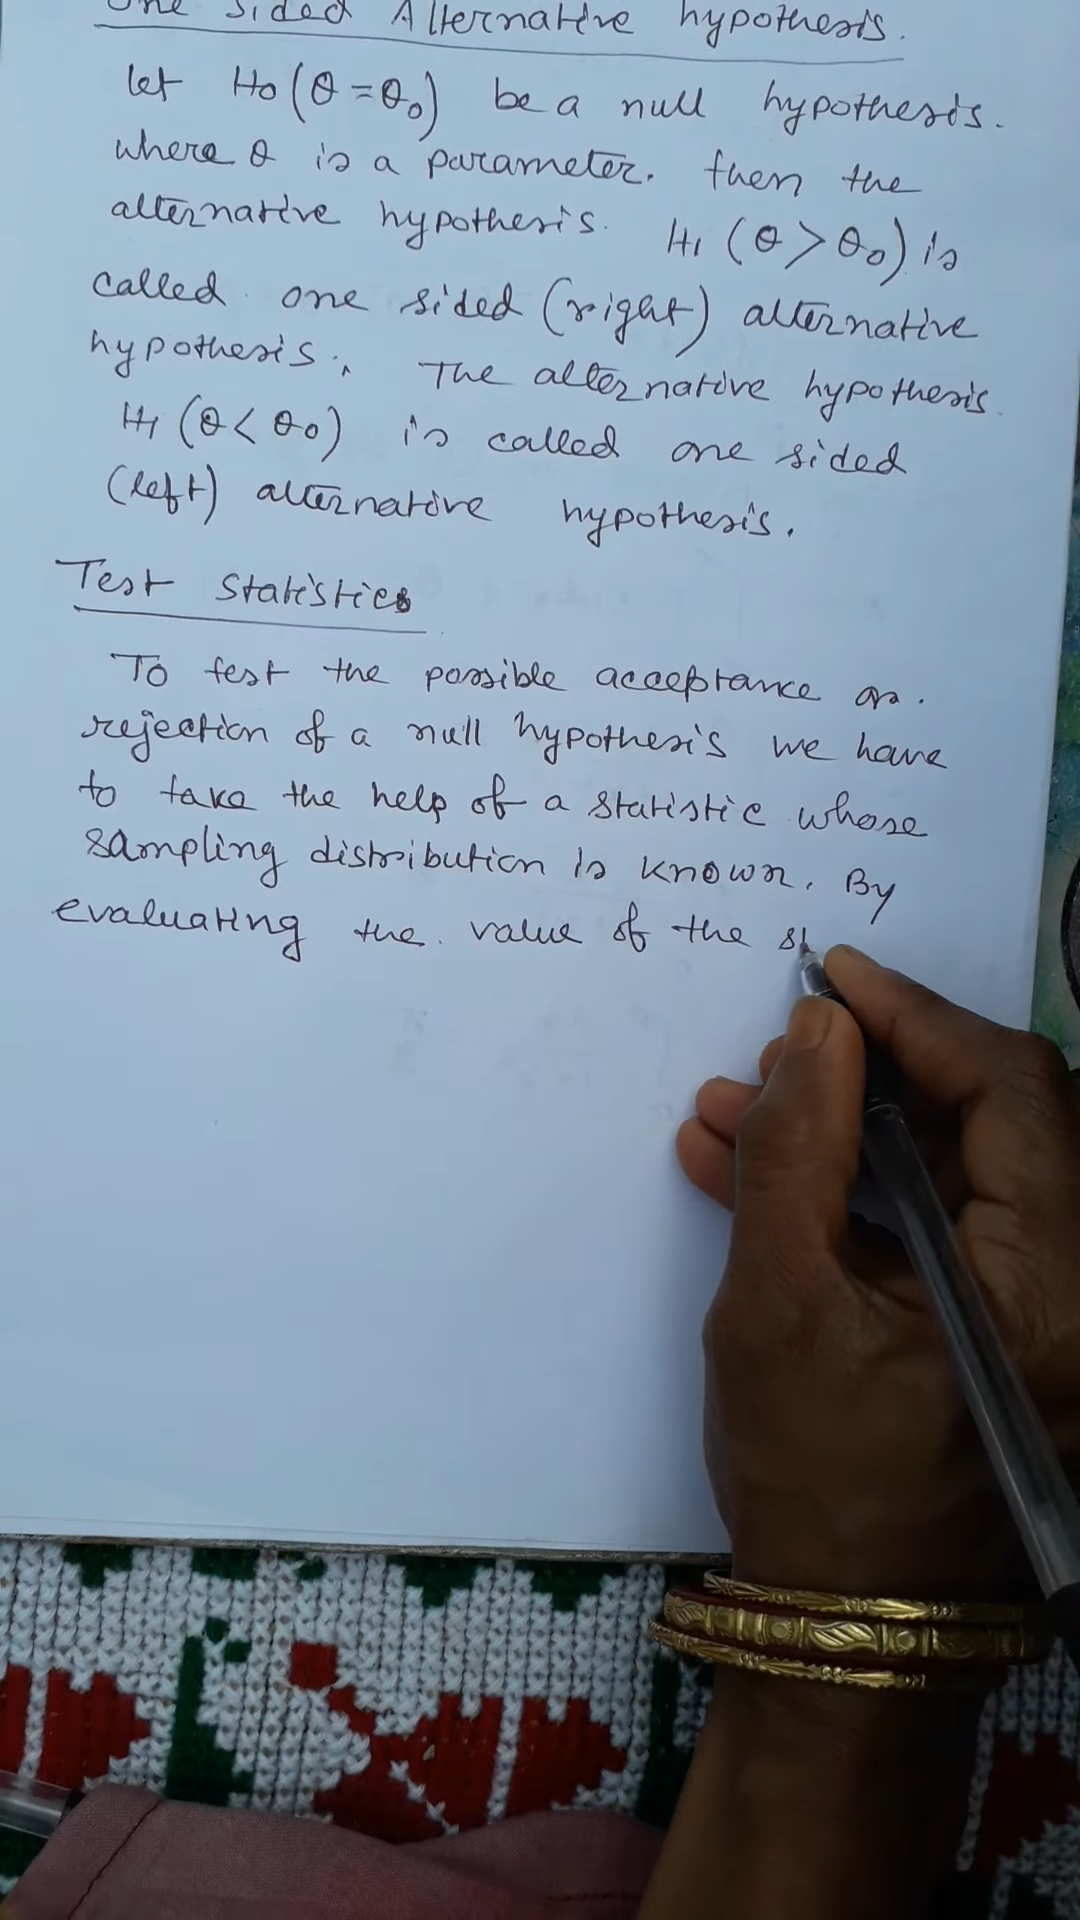 One sided Alternative hypothesis.
let H0 (θ = θ0) be a null hypothesis.
where θ is a parameter. then the
alternative hypothesis. H1 (θ > θ0) is
called one sided (right) alternative
hypothesis. The alternative hypothesis.
H1 (θ < θ0) is called one sided
(left) alternative hypothesis.
Test Statistics
To test the possible acceptance or.
rejection of a null hypothesis we have
to take the help of a statistic whose
sampling distribution is known. By
evaluating the. value of the st